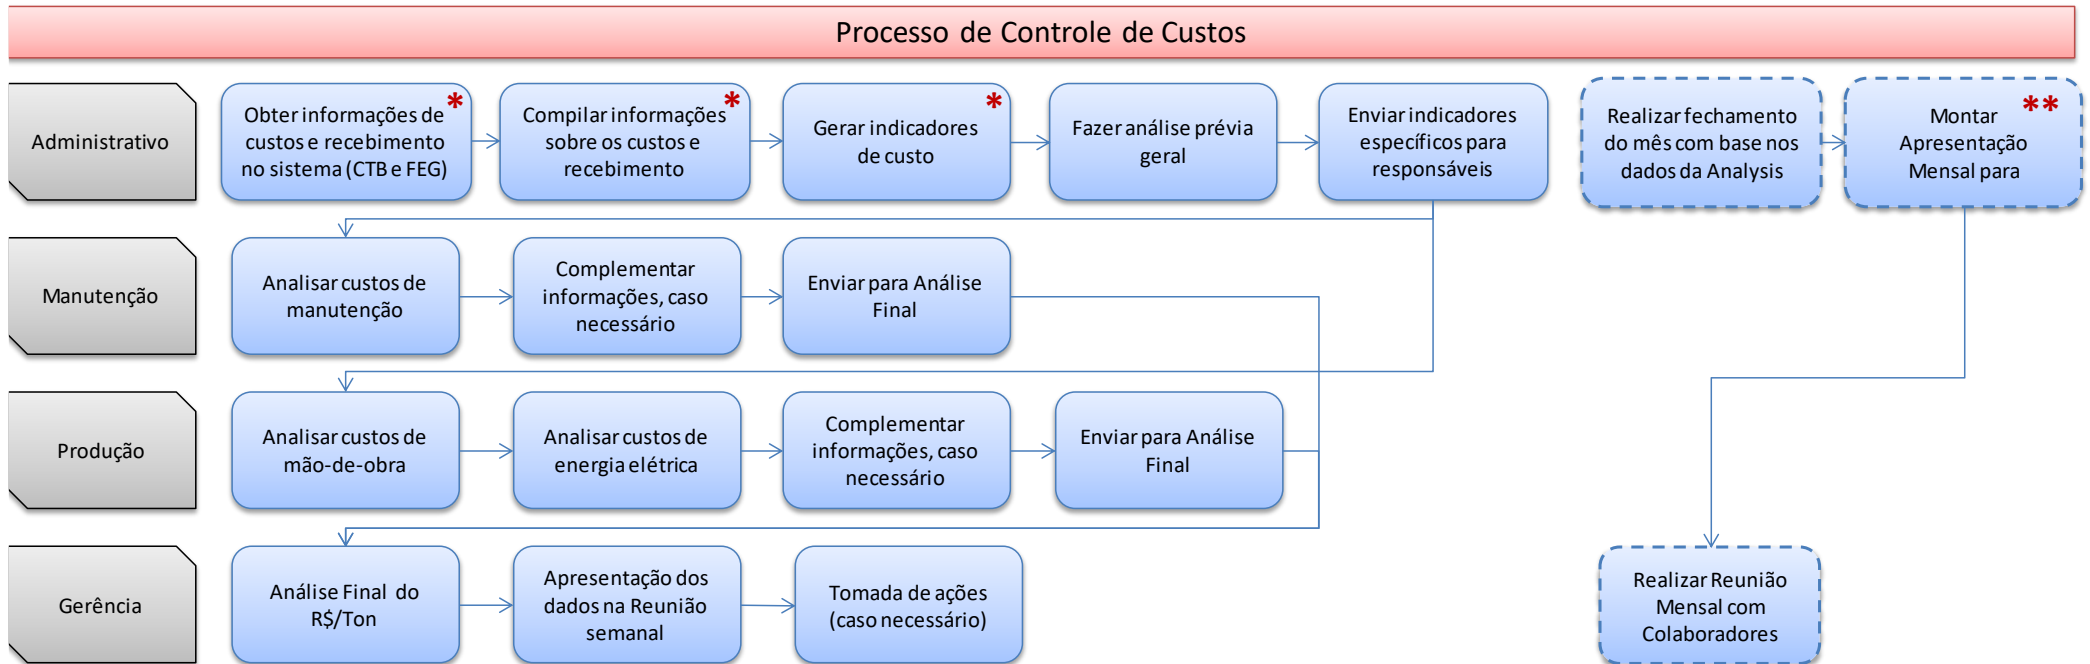 Processo de Controle de Custos
Administrativo
Obter informações de
custos e recebimento
no sistema (CTB e FEG)
*
Compilar informações
sobre os custos e
recebimento
*
Gerar indicadores
de custo
*
Fazer análise prévia
geral
Enviar indicadores
específicos para
responsáveis
Realizar fechamento
do mês com base nos
dados da Analysis
Montar
Apresentação
Mensal para
**
Manutenção
Analisar custos de
manutenção
Complementar
informações, caso
necessário
Enviar para Análise
Final
Produção
Analisar custos de
mão-de-obra
Analisar custos de
energia elétrica
Complementar
informações, caso
necessário
Enviar para Análise
Final
Gerência
Análise Final do
R$/Ton
Apresentação dos
dados na Reunião
semanal
Tomada de ações
(caso necessário)
Realizar Reunião
Mensal com
Colaboradores